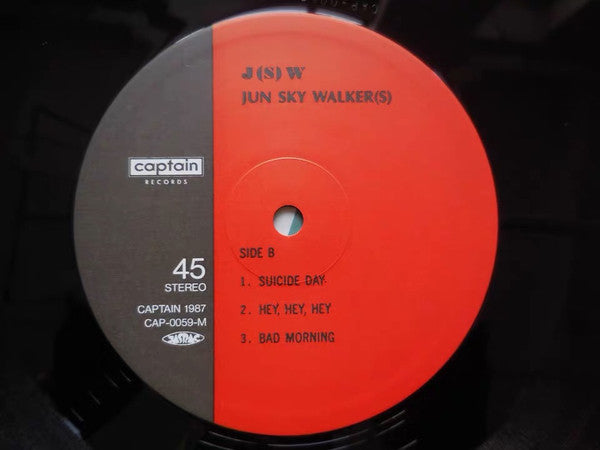 J(S)W
JUN SKY WALKER(S)
captain
RECORDS
SIDE B
45
STEREO
1. SUICIDE DAY
CAPTAIN 1987
2. HEY, HEY, HEY
CAP-0059-M
3. BAD MORNING
JASRAC